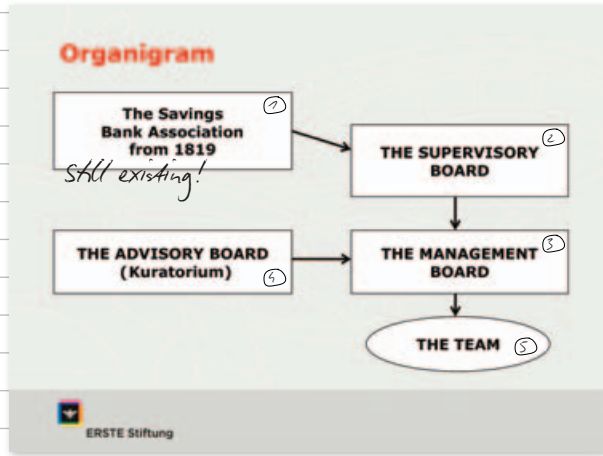 Organigram
The Savings
Bank Association
from 1819
1
still existing!
THE SUPERVISORY
BOARD
2
THE ADVISORY BOARD
(Kuratorium)
4
THE MANAGEMENT
BOARD
3
THE TEAM
5
ERSTE Stiftung